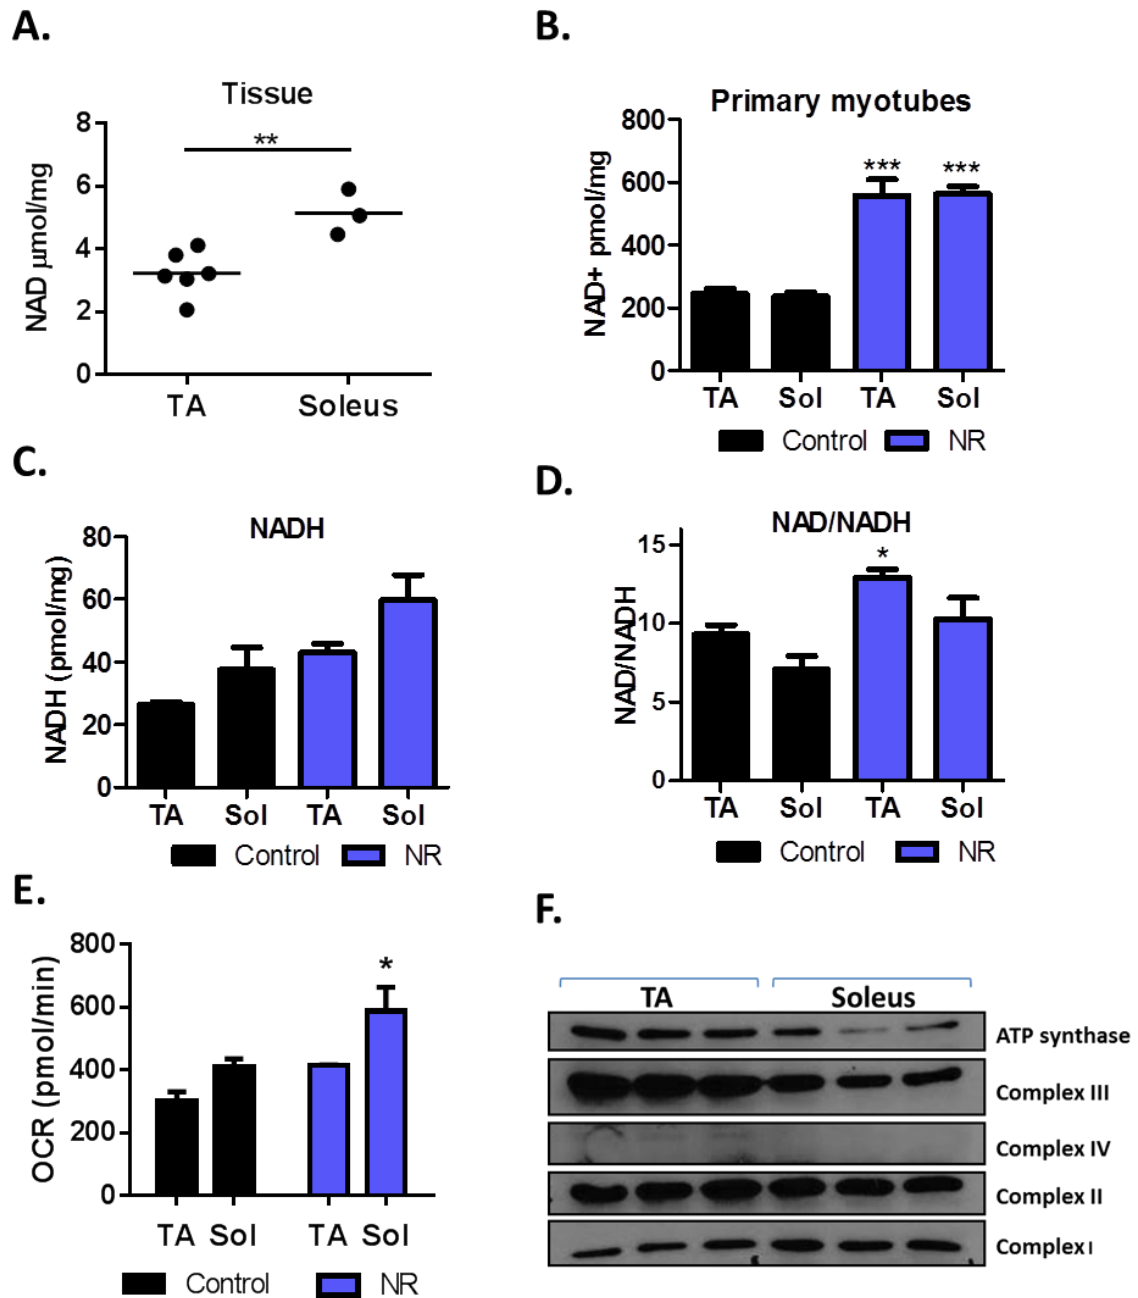 A.
Tissue
**
NAD µmol/mg
8
6
4
2
0
TA Soleus
B.
Primary myotubes
NAD+ pmol/mg
800
600
400
200
0
*** ***
TA Sol TA Sol
Control NR
C.
NADH
NADH (pmol/mg)
80
60
40
20
0
TA Sol TA Sol
Control NR
D.
NAD/NADH
NAD/NADH
15
10
5
0
*
TA Sol TA Sol
Control NR
E.
OCR (pmol/min)
800
600
400
200
0
*
TA Sol TA Sol
Control NR
F.
TA Soleus
ATP synthase
Complex III
Complex IV
Complex II
Complex I